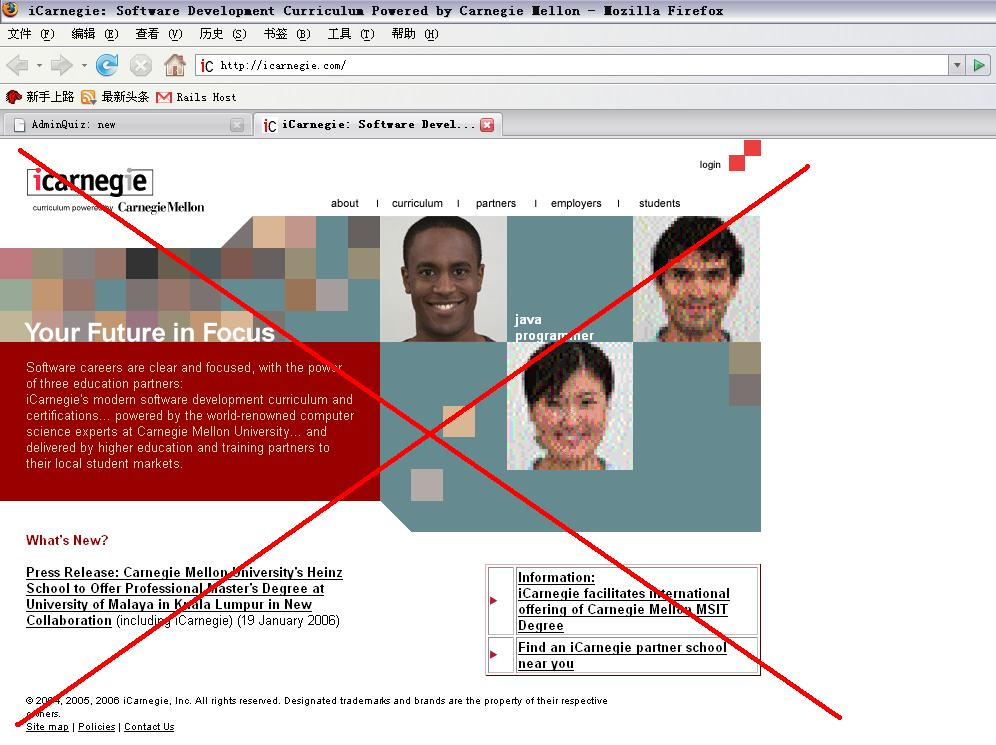 iCarnegie: Software Development Curriculum Powered by Carnegie Mellon - Mozilla Firefox
文件 (F) 编辑 (E) 查看 (V) 历史 (S) 书签 (B) 工具 (T) 帮助 (H)
iC http://icarnegie.com/
新手上路 最新头条 Rails Host
AdminQuiz: new iC iCarnegie: Software Devel...
login
icarnegie
curriculum powered by Carnegie Mellon
about | curriculum | partners | employers | students
java
programmer
Your Future in Focus
Software careers are clear and focused, with the power
of three education partners:
iCarnegie's modern software development curriculum and
certifications... powered by the world-renowned computer
science experts at Carnegie Mellon University... and
delivered by higher education and training partners to
their local student markets.
What's New?
Press Release: Carnegie Mellon University's Heinz
School to Offer Professional Master's Degree at
University of Malaya in Kuala Lumpur in New
Collaboration (including iCarnegie) (19 January 2006)
Information:
iCarnegie facilitates international
offering of Carnegie Mellon MSIT
Degree
Find an iCarnegie partner school
near you
© 2004, 2005, 2006 iCarnegie, Inc. All rights reserved. Designated trademarks and brands are the property of their respective
owners.
Site map | Policies | Contact Us